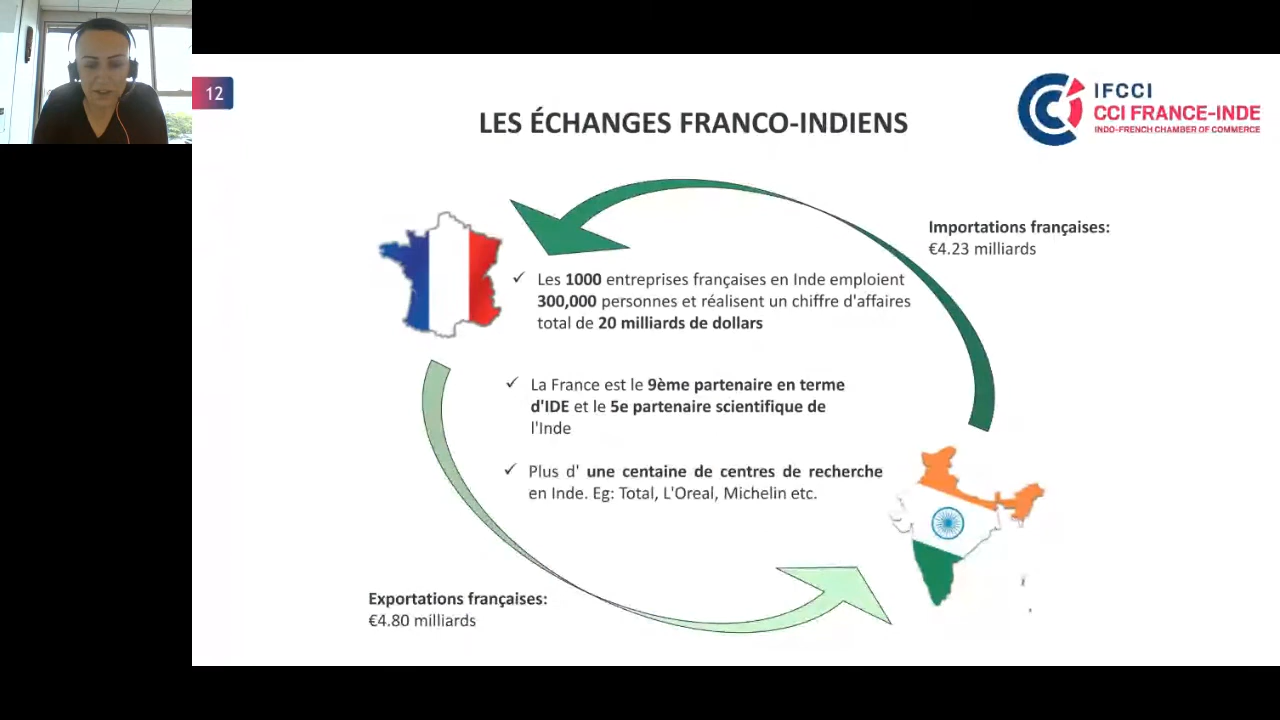 12
LES ÉCHANGES FRANCO-INDIENS
IFCCI
CCI FRANCE-INDE
INDO-FRENCH CHAMBER OF COMMERCE
Importations françaises:
€4.23 milliards
✓ Les 1000 entreprises françaises en Inde emploient
300,000 personnes et réalisent un chiffre d'affaires
total de 20 milliards de dollars
✓ La France est le 9ème partenaire en terme
d'IDE et le 5e partenaire scientifique de
l'Inde
✓ Plus d' une centaine de centres de recherche
en Inde. Eg: Total, L'Oreal, Michelin etc.
Exportations françaises:
€4.80 milliards